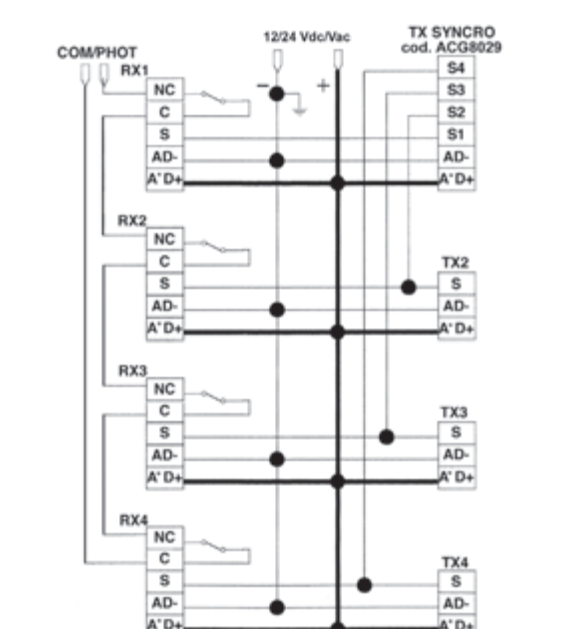 12/24 Vdc/Vac
TX SYNCRO
cod. ACG8029
COM/PHOT
RX1
NC
C
S
AD-
A+D+
−
+
S4
S3
S2
S1
AD-
A+D+
RX2
NC
C
S
AD-
A+D+
TX2
S
AD-
A+D+
RX3
NC
C
S
AD-
A+D+
TX3
S
AD-
A+D+
RX4
NC
C
S
AD-
A+D+
TX4
S
AD-
A+D+